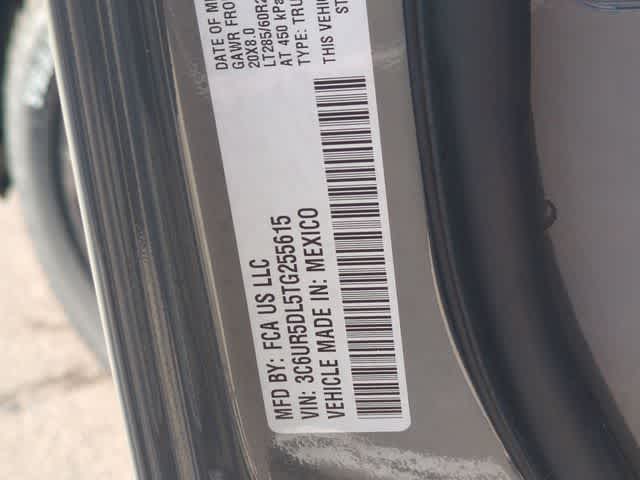 MFD BY: FCA US LLC
DATE OF M
VIN: 3C6UR5DL5TG255615
GAWR FRO
VEHICLE MADE IN: MEXICO
20X8.0
LT285/60R2
AT 450 kPa
TYPE: TRU
THIS VEHI
ST